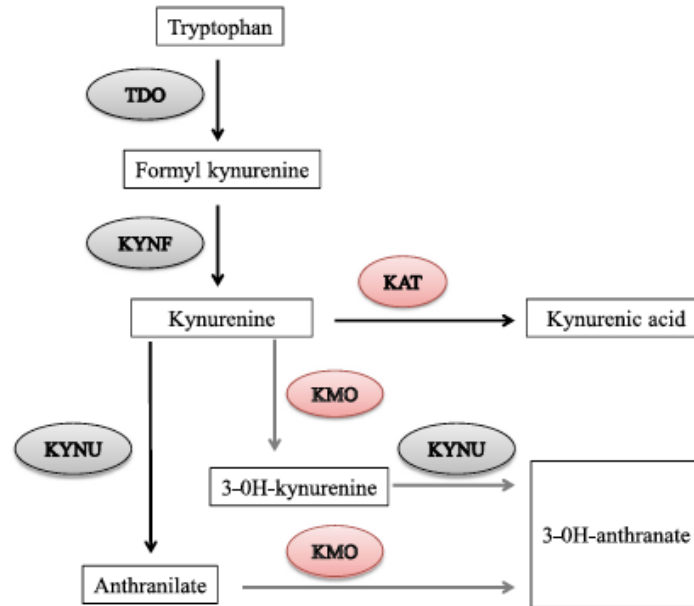 Tryptophan
TDO
Formyl kynurenine
KYNF
KAT
Kynurenine
Kynurenic acid
KMO
KYNU
KYNU
3-0H-kynurenine
3-0H-anthranate
KMO
Anthranilate